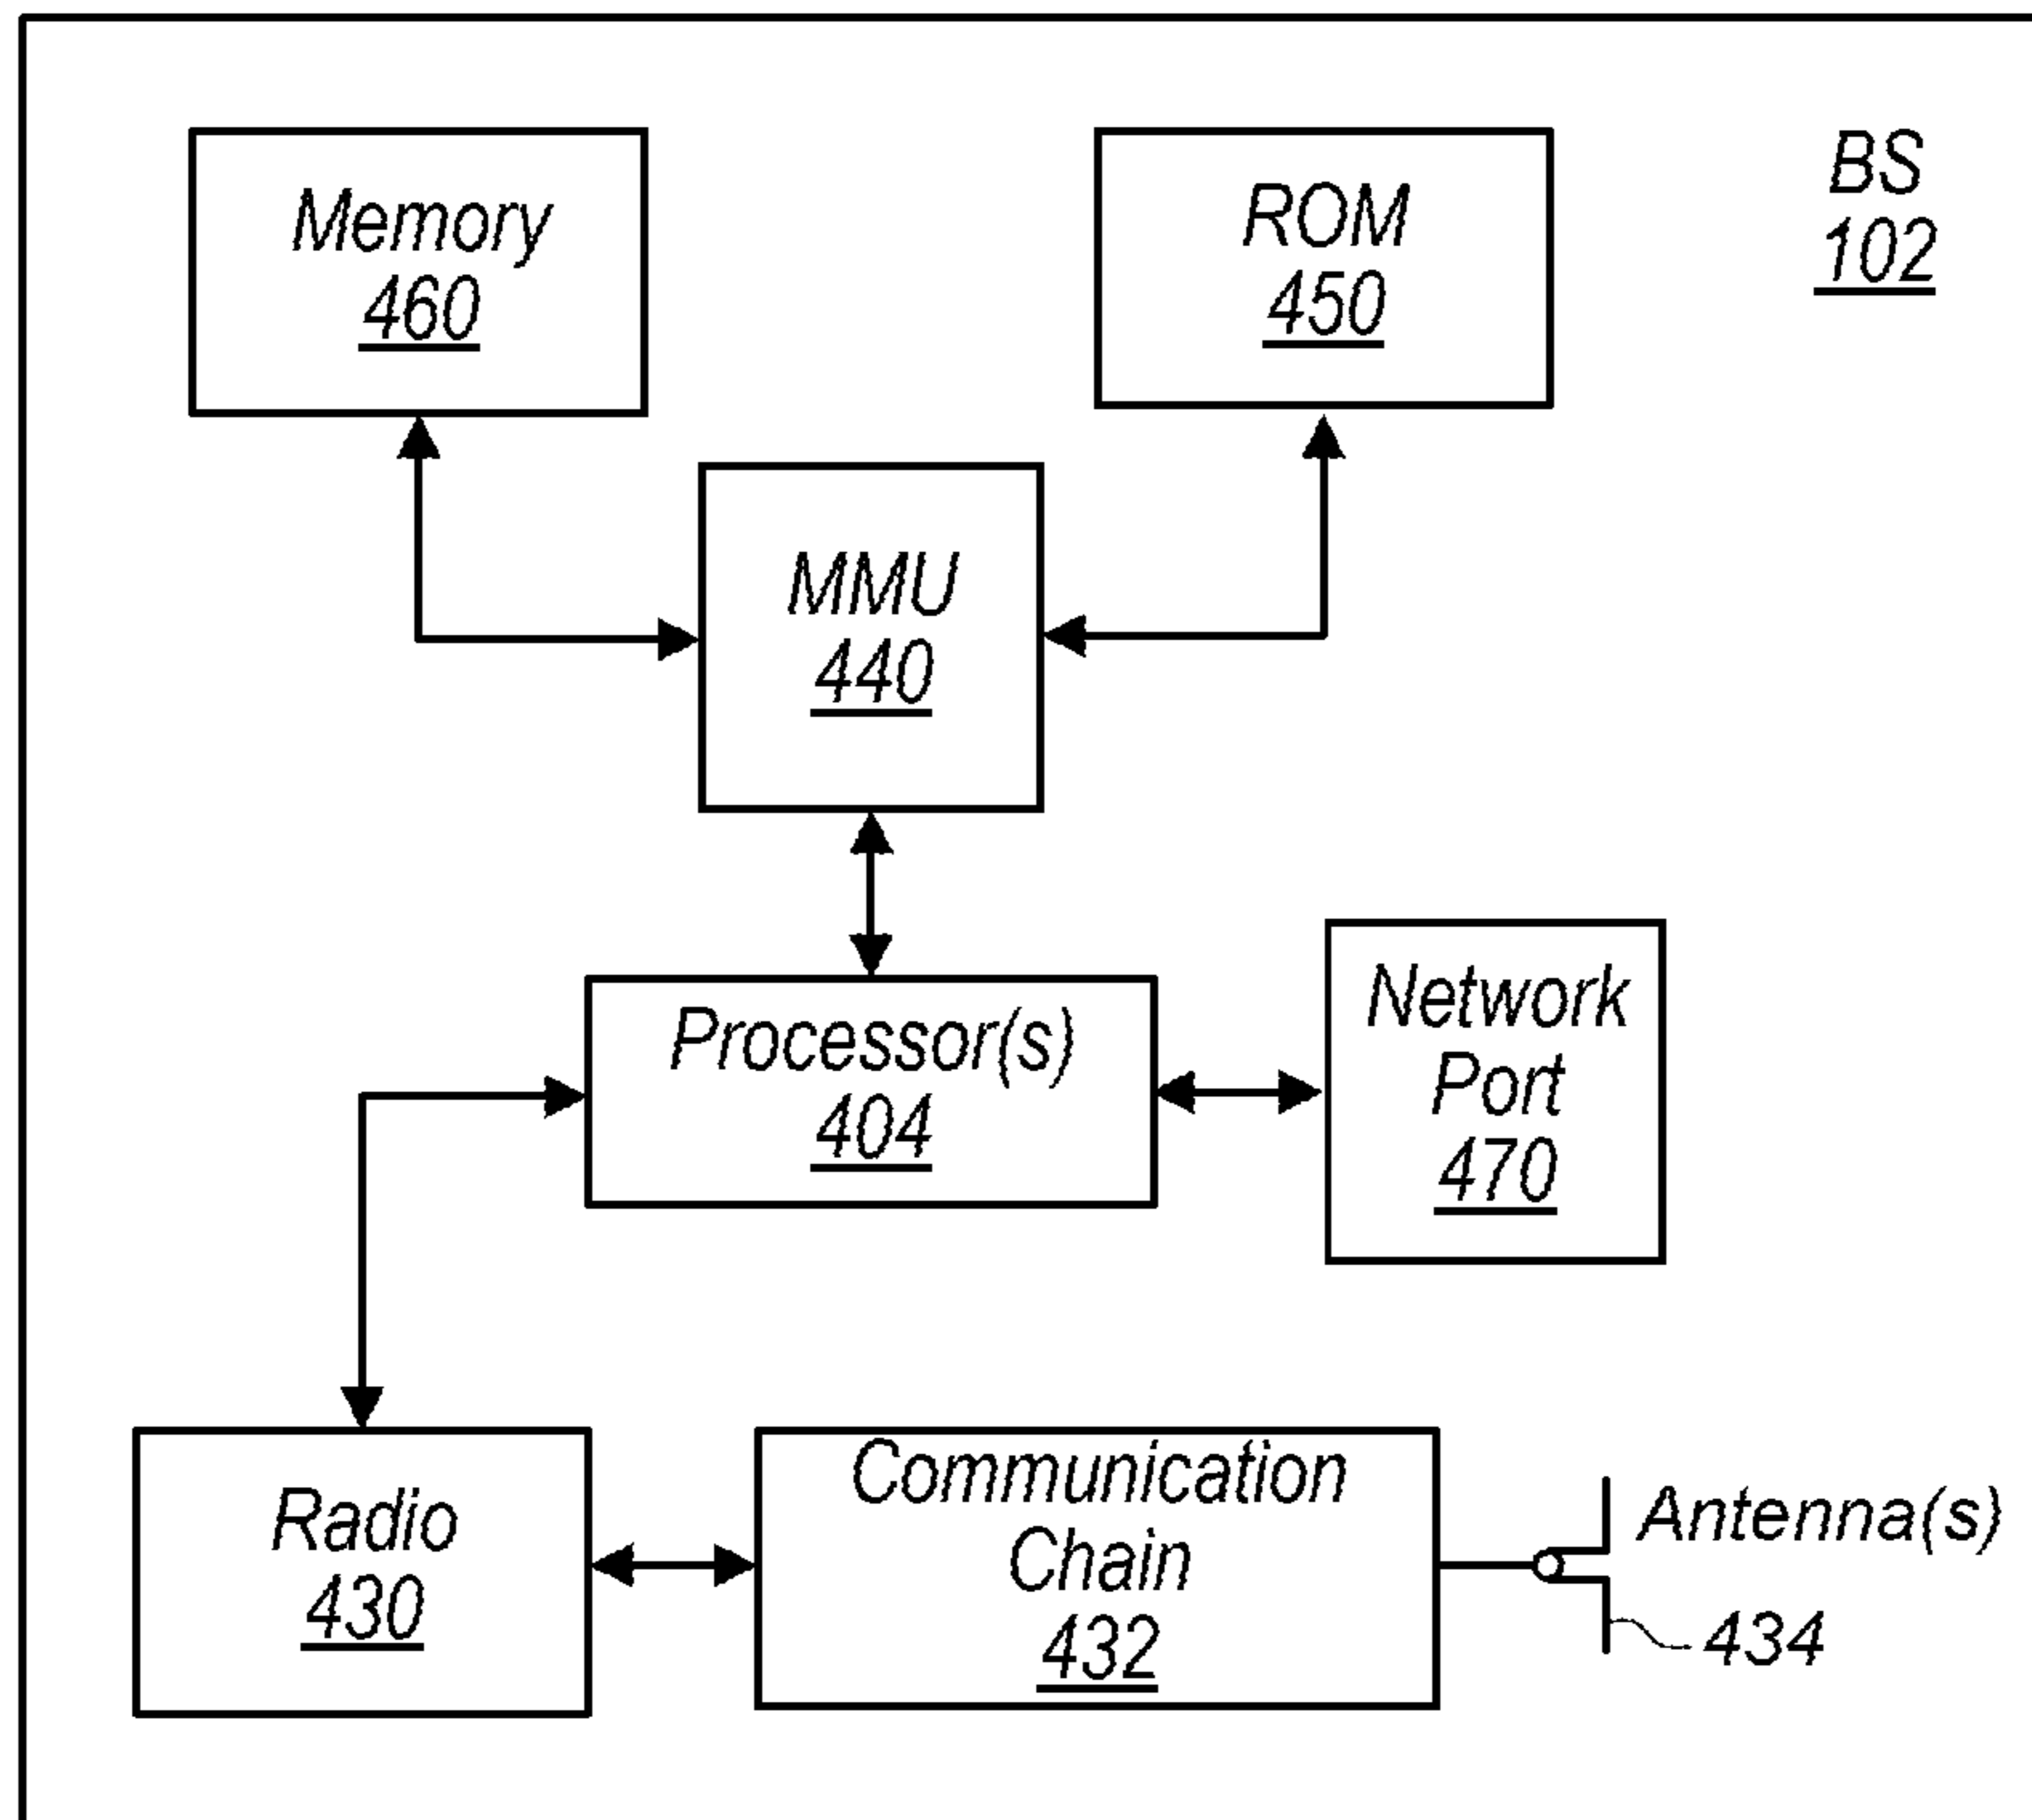 BS
102
Memory
460
ROM
450
MMU
440
Processor(s)
404
Network
Port
470
Radio
430
Communication
Chain
432
Antenna(s)
434